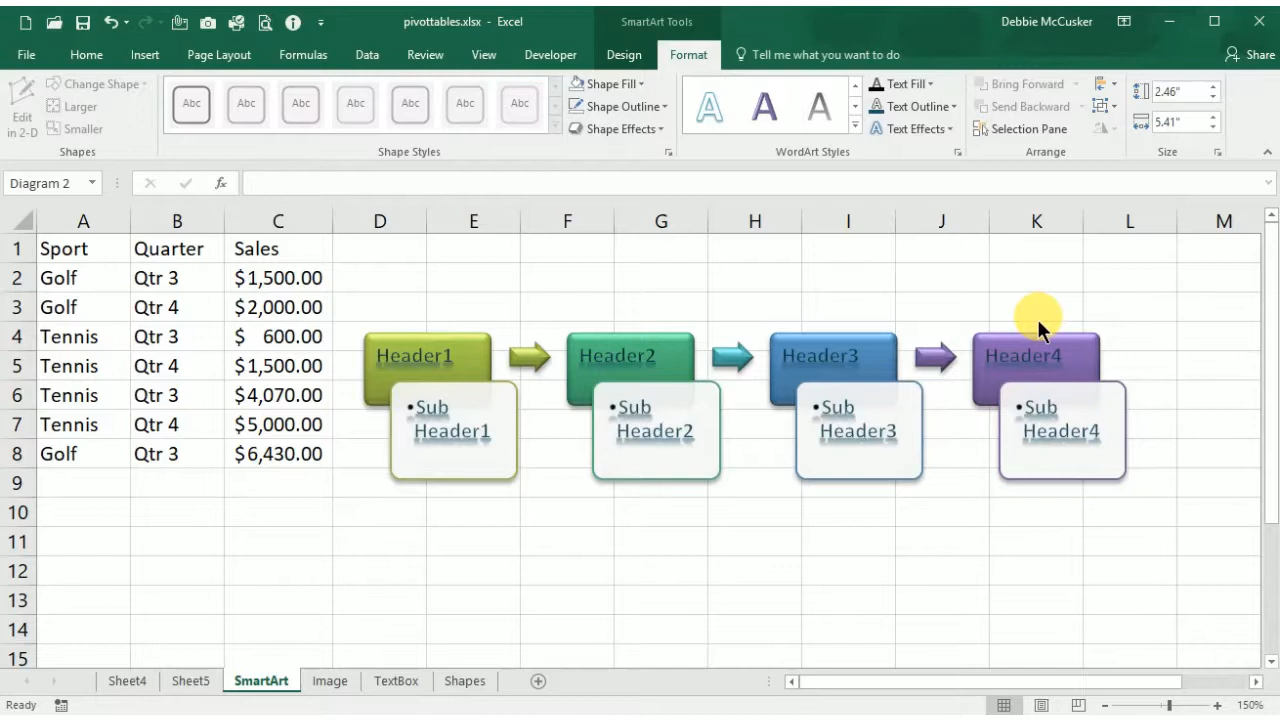 pivottables.xlsx - Excel
SmartArt Tools
Debbie McCusker
File Home Insert Page Layout Formulas Data Review View Developer Design Format Tell me what you want to do Share
Edit in 2-D
Change Shape
Larger
Smaller
Shapes
Abc Abc Abc Abc Abc Abc Abc
Shape Fill
Shape Outline
Shape Effects
Shape Styles
A A A
Text Fill
Text Outline
Text Effects
WordArt Styles
Bring Forward
Send Backward
Selection Pane
Arrange
2.46"
5.41"
Size
Diagram 2
fx
A B C D E F G H I J K L M
1 Sport Quarter Sales
2 Golf Qtr 3 $1,500.00
3 Golf Qtr 4 $2,000.00
4 Tennis Qtr 3 $ 600.00
5 Tennis Qtr 4 $1,500.00
6 Tennis Qtr 3 $4,070.00
7 Tennis Qtr 4 $5,000.00
8 Golf Qtr 3 $6,430.00
9
10
11
12
13
14
15
Header1
•Sub
Header1
Header2
•Sub
Header2
Header3
•Sub
Header3
Header4
•Sub
Header4
Sheet4 Sheet5 SmartArt Image TextBox Shapes
Ready
150%